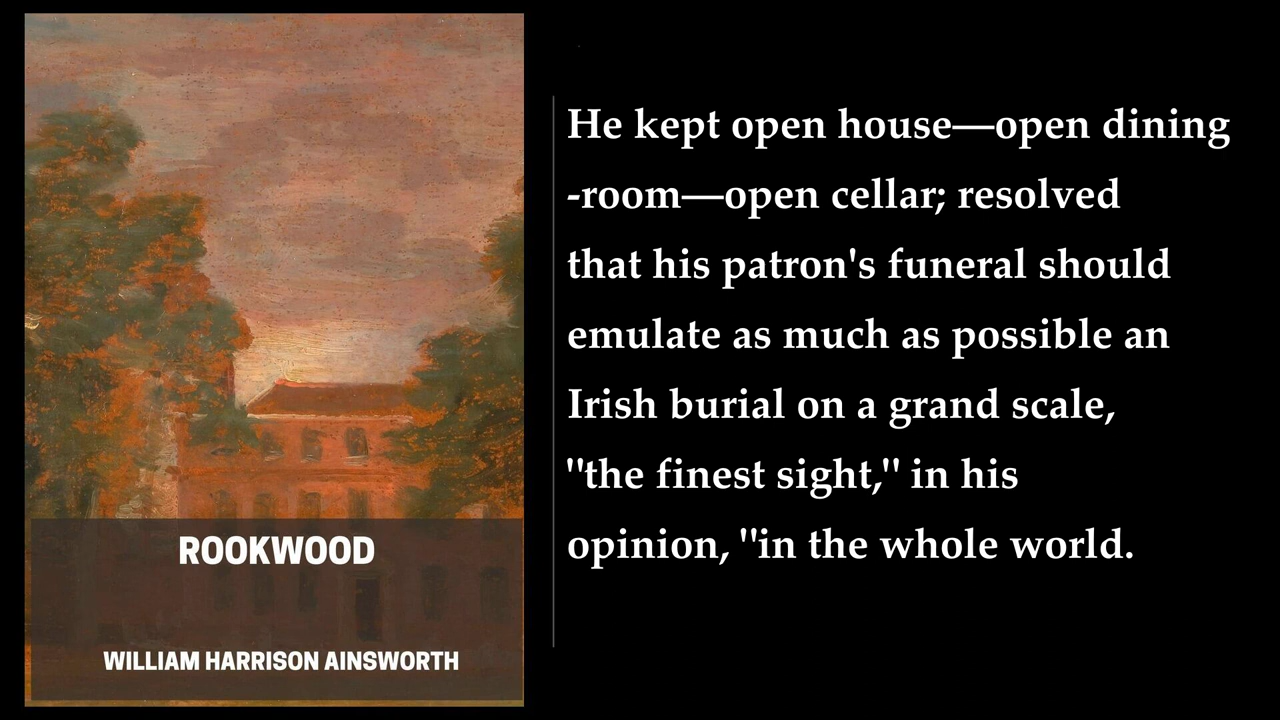 ROOKWOOD
WILLIAM HARRISON AINSWORTH
He kept open house—open dining
-room—open cellar; resolved
that his patron's funeral should
emulate as much as possible an
Irish burial on a grand scale,
"the finest sight," in his
opinion, "in the whole world.